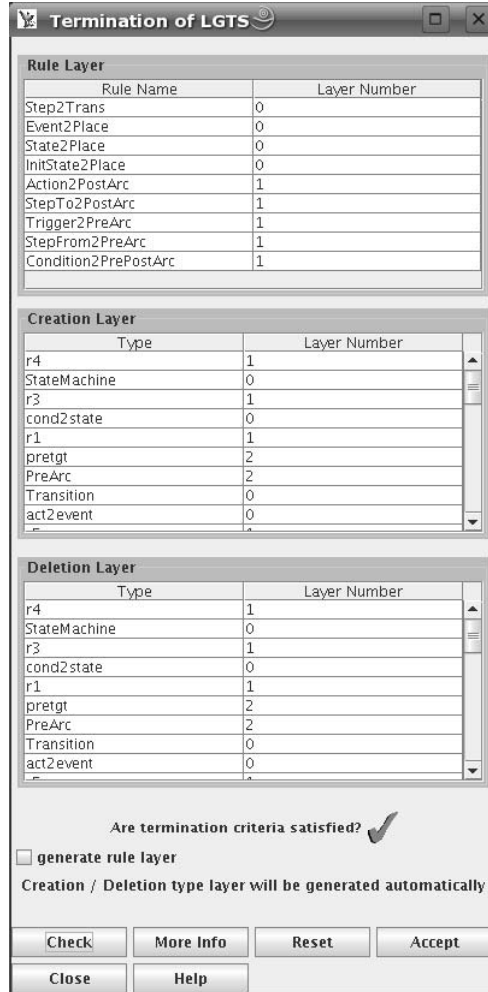 Termination of LGTS
Rule Layer
Rule Name Layer Number
Step2Trans 0
Event2Place 0
State2Place 0
InitState2Place 0
Action2PostArc 1
StepTo2PostArc 1
Trigger2PreArc 1
StepFrom2PreArc 1
Condition2PrePostArc 1
Creation Layer
Type Layer Number
r4 1
StateMachine 0
r3 1
cond2state 0
r1 1
pretgt 2
PreArc 2
Transition 0
act2event 0
Deletion Layer
Type Layer Number
r4 1
StateMachine 0
r3 1
cond2state 0
r1 1
pretgt 2
PreArc 2
Transition 0
act2event 0
Are termination criteria satisfied?
generate rule layer
Creation / Deletion type layer will be generated automatically
Check More Info Reset Accept
Close Help